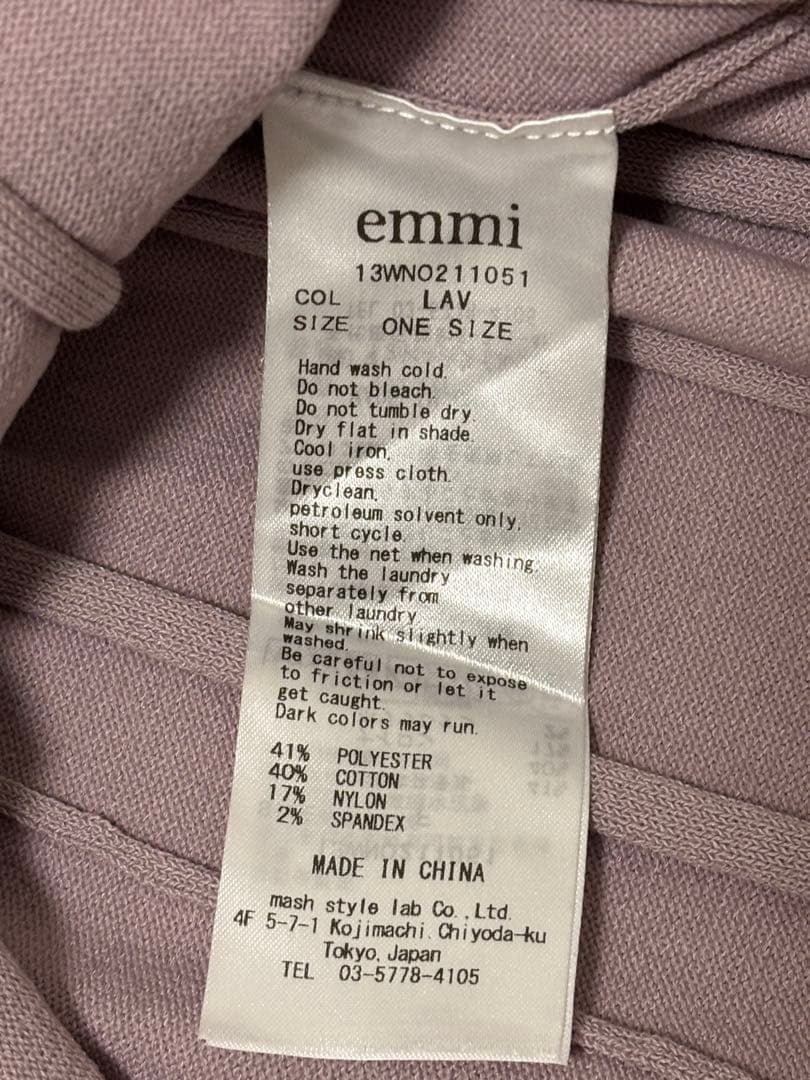 emmi
13WNO211051
COL LAV
SIZE ONE SIZE
Hand wash cold.
Do not bleach.
Do not tumble dry.
Dry flat in shade.
Cool iron,
use press cloth.
Dryclean,
petroleum solvent only,
short cycle.
Use the net when washing.
Wash the laundry
separately from
other laundry.
May shrink slightly when
washed.
Be careful not to expose
to friction or let it
get caught.
Dark colors may run.
41% POLYESTER
40% COTTON
17% NYLON
2% SPANDEX
MADE IN CHINA
mash style lab Co.,Ltd.
4F 5-7-1 Kojimachi.Chiyoda-ku
Tokyo, Japan
TEL 03-5778-4105